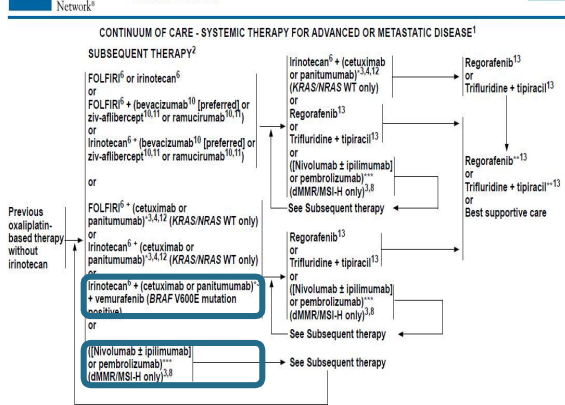 Network®
CONTINUUM OF CARE - SYSTEMIC THERAPY FOR ADVANCED OR METASTATIC DISEASE1
SUBSEQUENT THERAPY2
Previous
oxaliplatin-
based therapy
without
irinotecan
FOLFIRI6 or irinotecan6
or
FOLFIRI6 + (bevacizumab10 [preferred] or
ziv-aflibercept10,11 or ramucirumab10,11)
or
Irinotecan6 + (bevacizumab10 [preferred] or
ziv-aflibercept10,11 or ramucirumab10,11)
or
FOLFIRI6 + (cetuximab or
panitumumab)*3,4,12 (KRAS/NRAS WT only)
or
Irinotecan6 + (cetuximab or
panitumumab)*3,4,12 (KRAS/NRAS WT only)
or
Irinotecan6 + (cetuximab or panitumumab)*
+ vemurafenib (BRAF V600E mutation
positive)
or
([Nivolumab ± ipilimumab]
or pembrolizumab)***
(dMMR/MSI-H only)3,8
Irinotecan6 + (cetuximab
or panitumumab)*3,4,12
(KRAS/NRAS WT only)
or
Regorafenib13
or
Trifluridine + tipiracil13
or
([Nivolumab ± ipilimumab]
or pembrolizumab)***
(dMMR/MSI-H only)3,8
See Subsequent therapy
Regorafenib13
or
Trifluridine + tipiracil13
or
([Nivolumab ± ipilimumab]
or pembrolizumab)***
(dMMR/MSI-H only)3,8
See Subsequent therapy
See Subsequent therapy
Regorafenib13
or
Trifluridine + tipiracil13
Regorafenib**13
or
Trifluridine + tipiracil**13
or
Best supportive care